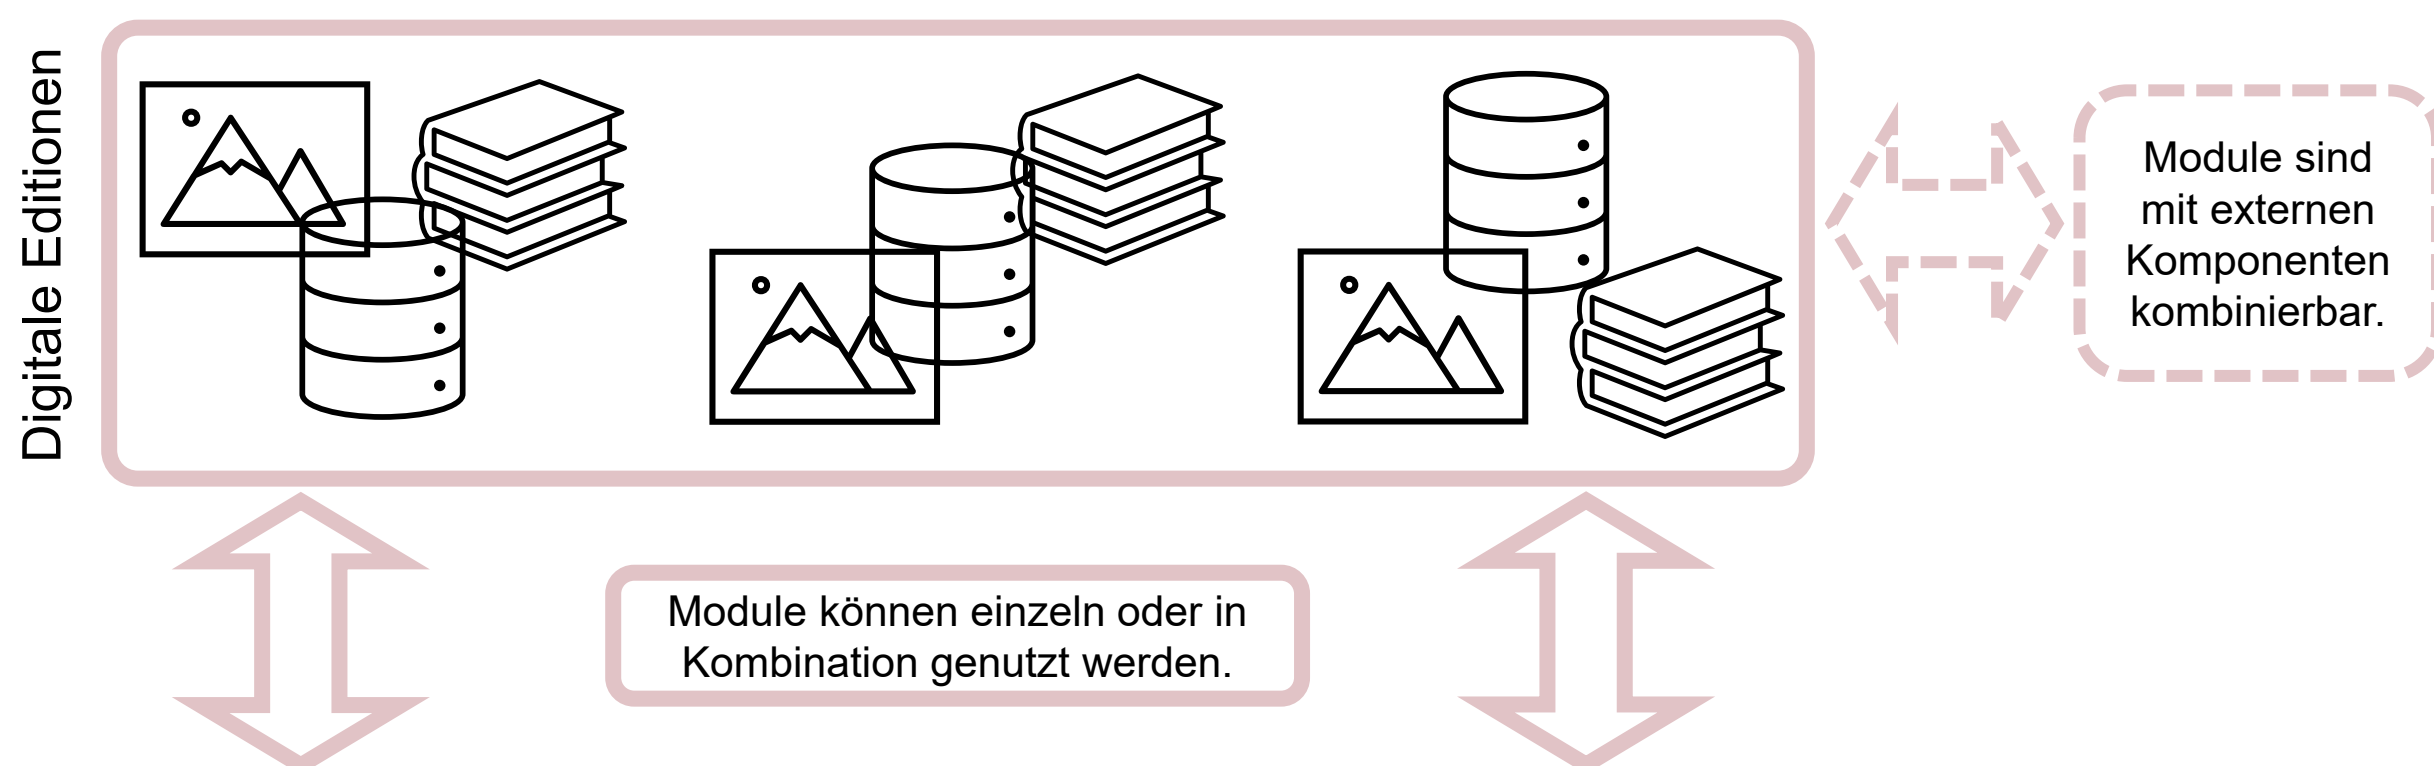 Digitale Editionen
Module sind
mit externen
Komponenten
kombinierbar.
Module können einzeln oder in
Kombination genutzt werden.